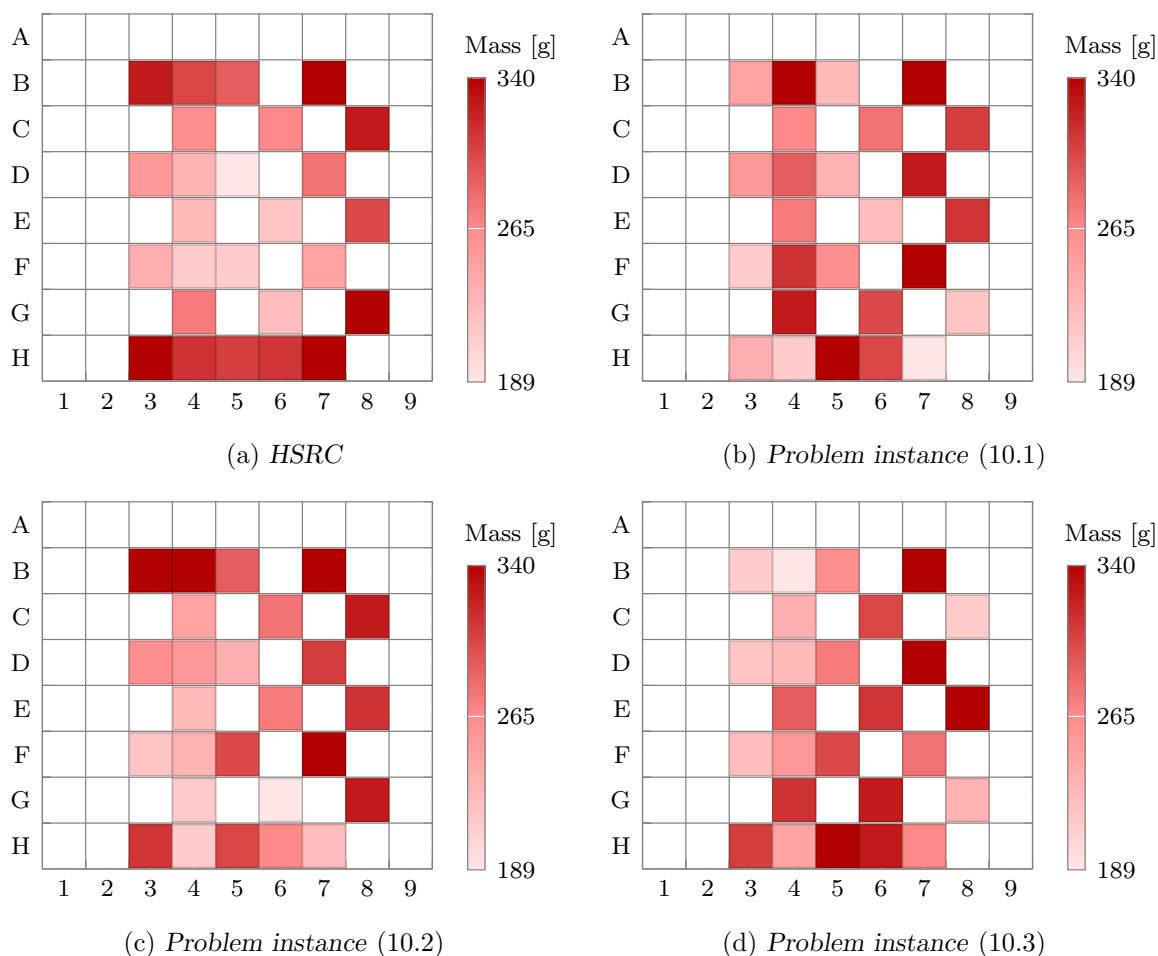 A
B
C
D
E
F
G
H
1 2 3 4 5 6 7 8 9
Mass [g]
340
265
189
(a) HSRC
A
B
C
D
E
F
G
H
1 2 3 4 5 6 7 8 9
Mass [g]
340
265
189
(b) Problem instance (10.1)
A
B
C
D
E
F
G
H
1 2 3 4 5 6 7 8 9
Mass [g]
340
265
189
(c) Problem instance (10.2)
A
B
C
D
E
F
G
H
1 2 3 4 5 6 7 8 9
Mass [g]
340
265
189
(d) Problem instance (10.3)